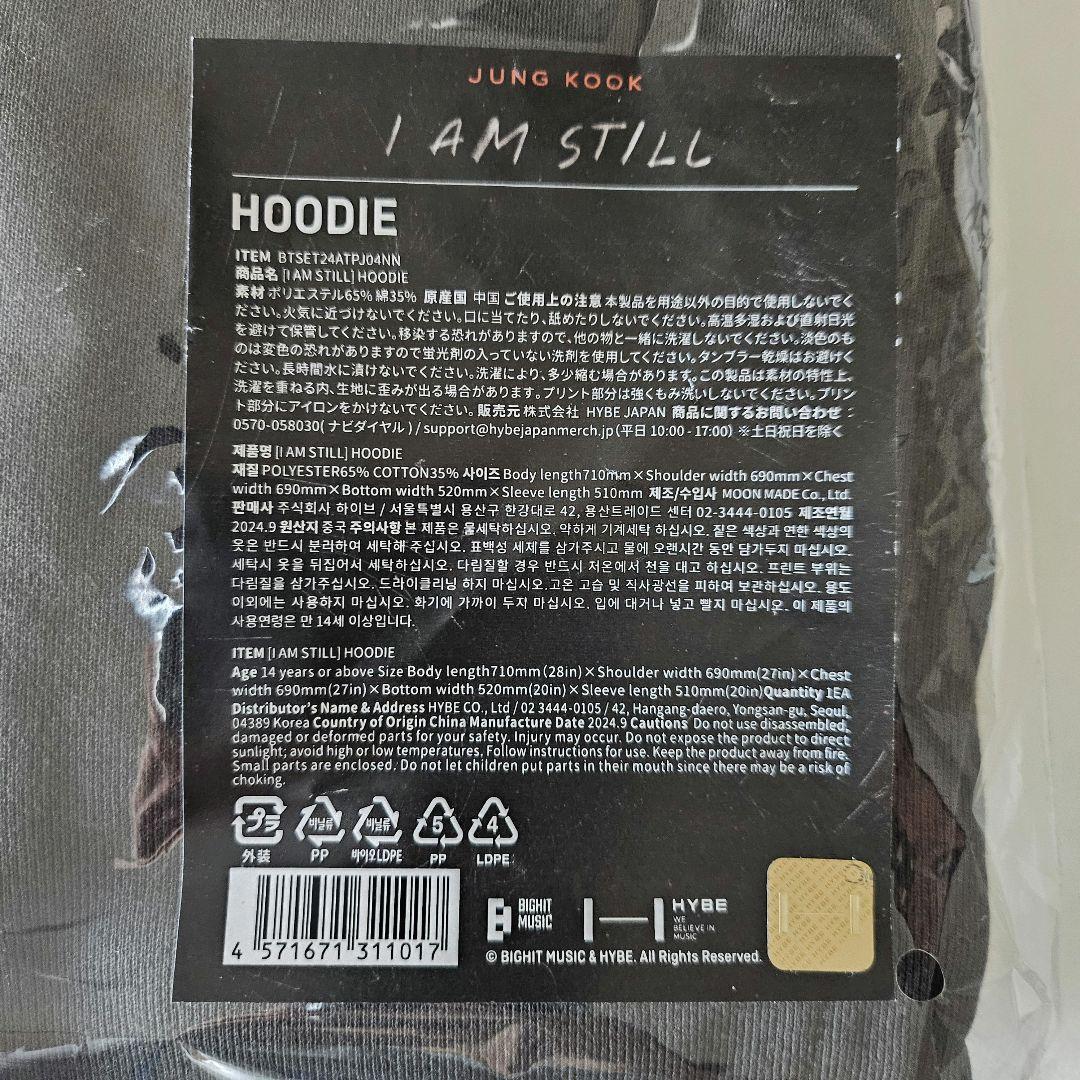 JUNG KOOK
I AM STILL
HOODIE
ITEM BTSET24ATPJ04NN
商品名 [I AM STILL] HOODIE
素材 ポリエステル65% 綿35% 原産国 中国 ご使用上の注意 本製品を用途以外の目的で使用しないでく
ださい。火気に近づけないでください。口に当てたり、舐めたりしないでください。高温多湿および直射日光
を避けて保管してください。移染する恐れがありますので、他の物と一緒に洗濯しないでください。淡色のも
のは変色の恐れがありますので蛍光剤の入っていない洗剤を使用してください。タンブラー乾燥はお避けく
ださい。長時間水に漬けないでください。洗濯により、多少縮む場合があります。この製品は素材の特性上、
洗濯を重ねる内、生地に歪みが出る場合があります。プリント部分は強くもみ洗いしないでください。プリン
ト部分にアイロンをかけないでください。販売元 株式会社 HYBE JAPAN 商品に関するお問い合わせ：
0570-058030( ナビダイヤル ) / support@hybejapanmerch.jp (平日 10:00 - 17:00) ※土日祝日を除く
제품명 [I AM STILL] HOODIE
재질 POLYESTER65% COTTON35% 사이즈 Body length710mm×Shoulder width 690mm×Chest
width 690mm×Bottom width 520mm×Sleeve length 510mm 제조/수입사 MOON MADE Co., Ltd.
판매사 주식회사 하이브 / 서울특별시 용산구 한강대로 42, 용산트레이드 센터 02-3444-0105 제조연월
2024.9 원산지 중국 주의사항 본 제품은 물세탁하십시오. 약하게 기계세탁 하십시오. 짙은 색상과 연한 색상의
옷은 반드시 분리하여 세탁해 주십시오. 표백성 세제를 삼가주시고 물에 오랜시간 동안 담가두지 마십시오.
세탁시 옷을 뒤집어서 세탁하십시오. 다림질할 경우 반드시 저온에서 천을 대고 하십시오. 프린트 부위는
다림질을 삼가주십시오. 드라이클리닝 하지 마십시오. 고온 고습 및 직사광선을 피하여 보관하십시오. 용도
이외에는 사용하지 마십시오. 화기에 가까이 두지 마십시오. 입에 대거나 넣고 빨지 마십시오. 이 제품의
사용연령은 만 14세 이상입니다.
ITEM [I AM STILL] HOODIE
Age 14 years or above Size Body length710mm(28in)×Shoulder width 690mm(27in)×Chest
width 690mm(27in)×Bottom width 520mm(20in)×Sleeve length 510mm(20in)Quantity 1EA
Distributor's Name & Address HYBE CO., Ltd / 02 3444-0105 / 42, Hangang-daero, Yongsan-gu, Seoul,
04389 Korea Country of Origin China Manufacture Date 2024.9 Cautions Do not use disassembled,
damaged or deformed parts for your safety. Injury may occur. Do not expose the product to direct
sunlight; avoid high or low temperatures. Follow instructions for use. Keep the product away from fire.
Small parts are enclosed. Do not let children put parts in their mouth since there may be a risk of
choking.
プラ 비닐류 비닐류 5 4
外装 PP 바이오LDPE PP LDPE
4 571671 311017
BIGHIT
MUSIC
HYBE
WE
BELIEVE IN
MUSIC
© BIGHIT MUSIC & HYBE. All Rights Reserved.